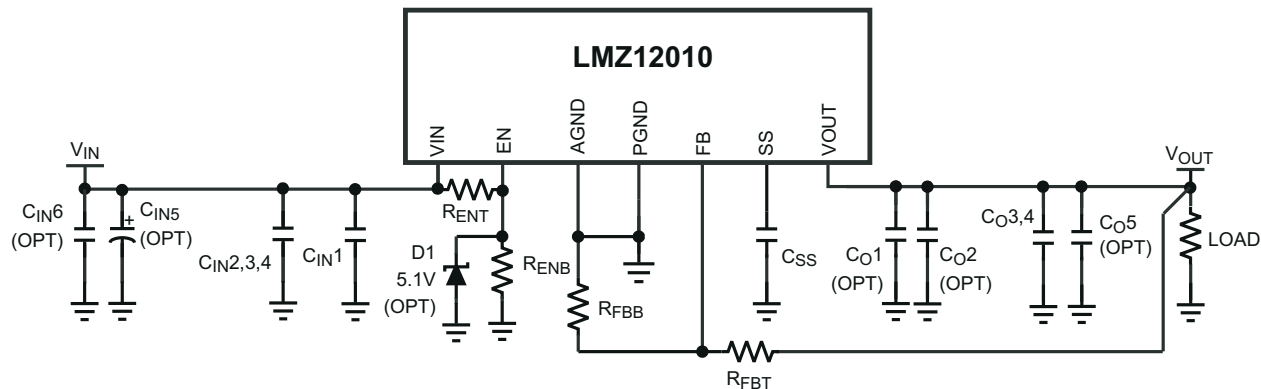 LMZ12010
VIN
EN
AGND
PGND
FB
SS
VOUT
VIN
VOUT
CIN6
(OPT)
CIN5
(OPT)
+
CIN2,3,4
CIN1
RENT
D1
5.1V
(OPT)
RENB
RFBB
CSS
RFBT
CO1
(OPT)
CO2
(OPT)
CO3,4
CO5
(OPT)
LOAD